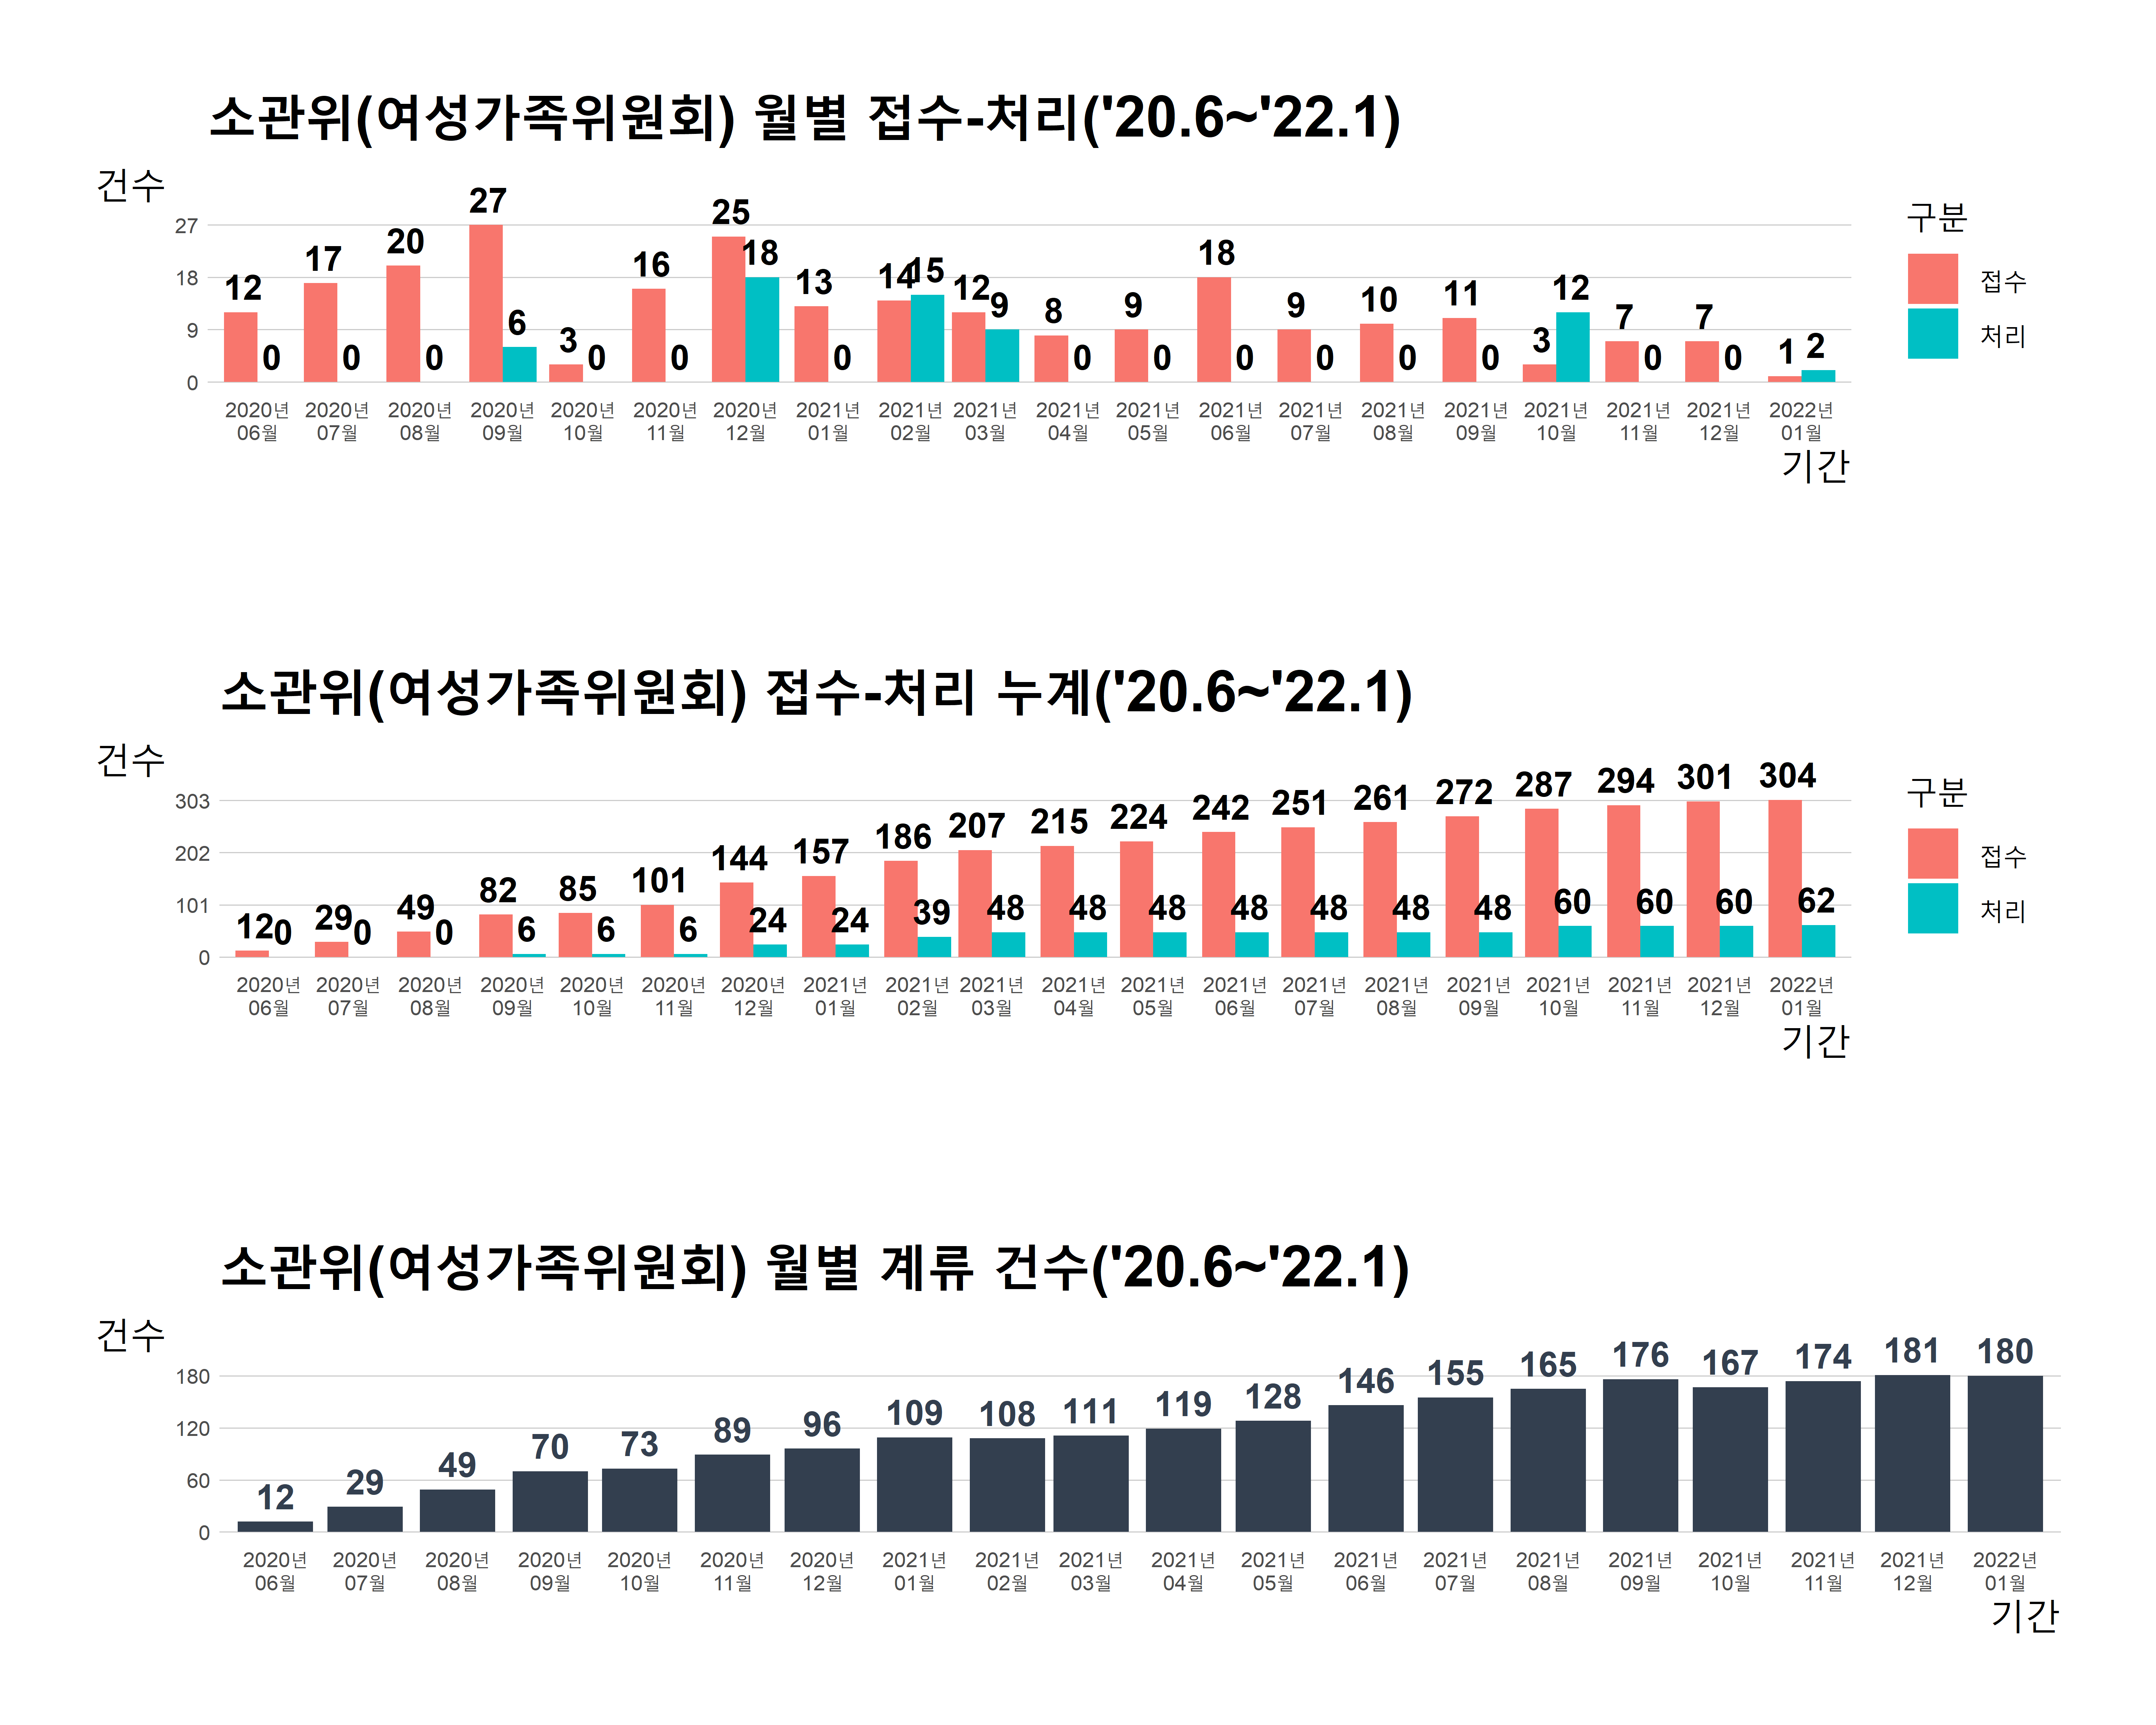 소관위(여성가족위원회) 월별 접수-처리('20.6~'22.1)
건수
27 18 9 0
12 0 17 0 20 0 27 6 3 0 16 0 25 18 13 0 14 15 12 9 8 0 9 0 18 0 9 0 10 0 11 0 3 12 7 0 7 0 1 2
2020년 2020년 2020년 2020년 2020년 2020년 2020년 2021년 2021년 2021년 2021년 2021년 2021년 2021년 2021년 2021년 2021년 2021년 2021년 2022년
06월 07월 08월 09월 10월 11월 12월 01월 02월 03월 04월 05월 06월 07월 08월 09월 10월 11월 12월 01월
기간
구분
접수
처리
소관위(여성가족위원회) 접수-처리 누계('20.6~'22.1)
건수
303 202 101 0
12 0 29 0 49 0 82 6 85 6 101 6 144 24 157 24 186 39 207 48 215 48 224 48 242 48 251 48 261 48 272 48 287 60 294 60 301 60 304 62
2020년 2020년 2020년 2020년 2020년 2020년 2020년 2021년 2021년 2021년 2021년 2021년 2021년 2021년 2021년 2021년 2021년 2021년 2021년 2022년
06월 07월 08월 09월 10월 11월 12월 01월 02월 03월 04월 05월 06월 07월 08월 09월 10월 11월 12월 01월
기간
구분
접수
처리
소관위(여성가족위원회) 월별 계류 건수('20.6~'22.1)
건수
180 120 60 0
12 29 49 70 73 89 96 109 108 111 119 128 146 155 165 176 167 174 181 180
2020년 2020년 2020년 2020년 2020년 2020년 2020년 2021년 2021년 2021년 2021년 2021년 2021년 2021년 2021년 2021년 2021년 2021년 2021년 2022년
06월 07월 08월 09월 10월 11월 12월 01월 02월 03월 04월 05월 06월 07월 08월 09월 10월 11월 12월 01월
기간